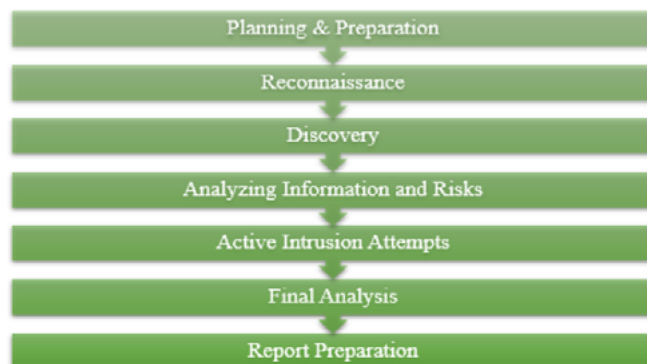 Planning & Preparation
Reconnaissance
Discovery
Analyzing Information and Risks
Active Intrusion Attempts
Final Analysis
Report Preparation